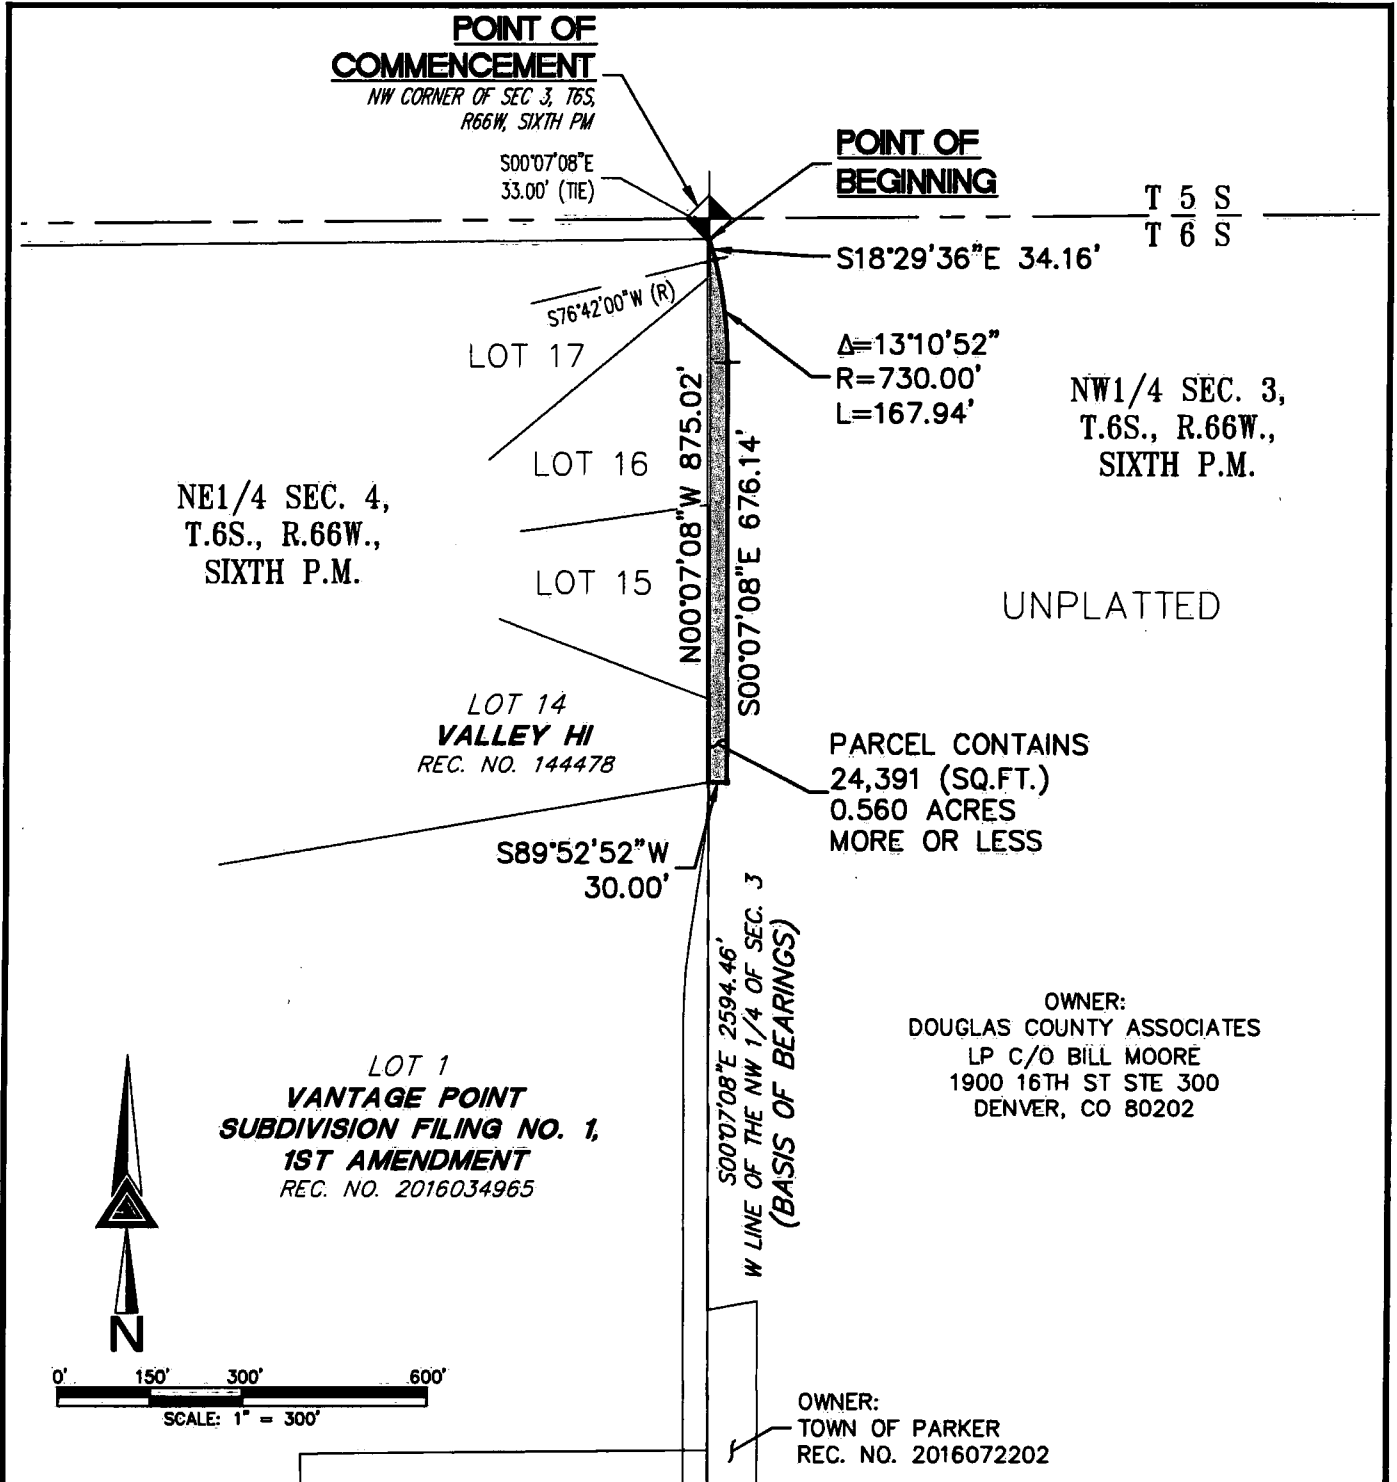 POINT OF
COMMENCEMENT
NW CORNER OF SEC 3, T6S,
R66W, SIXTH PM
S00°07'08"E
33.00' (TIE)
POINT OF
BEGINNING
T 5 S
T 6 S
S18°29'36"E 34.16'
S76°42'00"W (R)
LOT 17
Δ=13°10'52"
R=730.00'
L=167.94'
NW1/4 SEC. 3,
T.6S., R.66W.,
SIXTH P.M.
LOT 16
N00°07'08"W 875.02'
S00°07'08"E 676.14'
NE1/4 SEC. 4,
T.6S., R.66W.,
SIXTH P.M.
LOT 15
UNPLATTED
LOT 14
VALLEY HI
REC. NO. 144478
PARCEL CONTAINS
24,391 (SQ.FT.)
0.560 ACRES
MORE OR LESS
S89°52'52"W
30.00'
S00°07'08"E 2594.46'
W LINE OF THE NW 1/4 OF SEC. 3
(BASIS OF BEARINGS)
OWNER:
DOUGLAS COUNTY ASSOCIATES
LP C/O BILL MOORE
1900 16TH ST STE 300
DENVER, CO 80202
LOT 1
VANTAGE POINT
SUBDIVISION FILING NO. 1,
1ST AMENDMENT
REC. NO. 2016034965
N
0' 150' 300' 600'
SCALE: 1" = 300'
OWNER:
TOWN OF PARKER
REC. NO. 2016072202